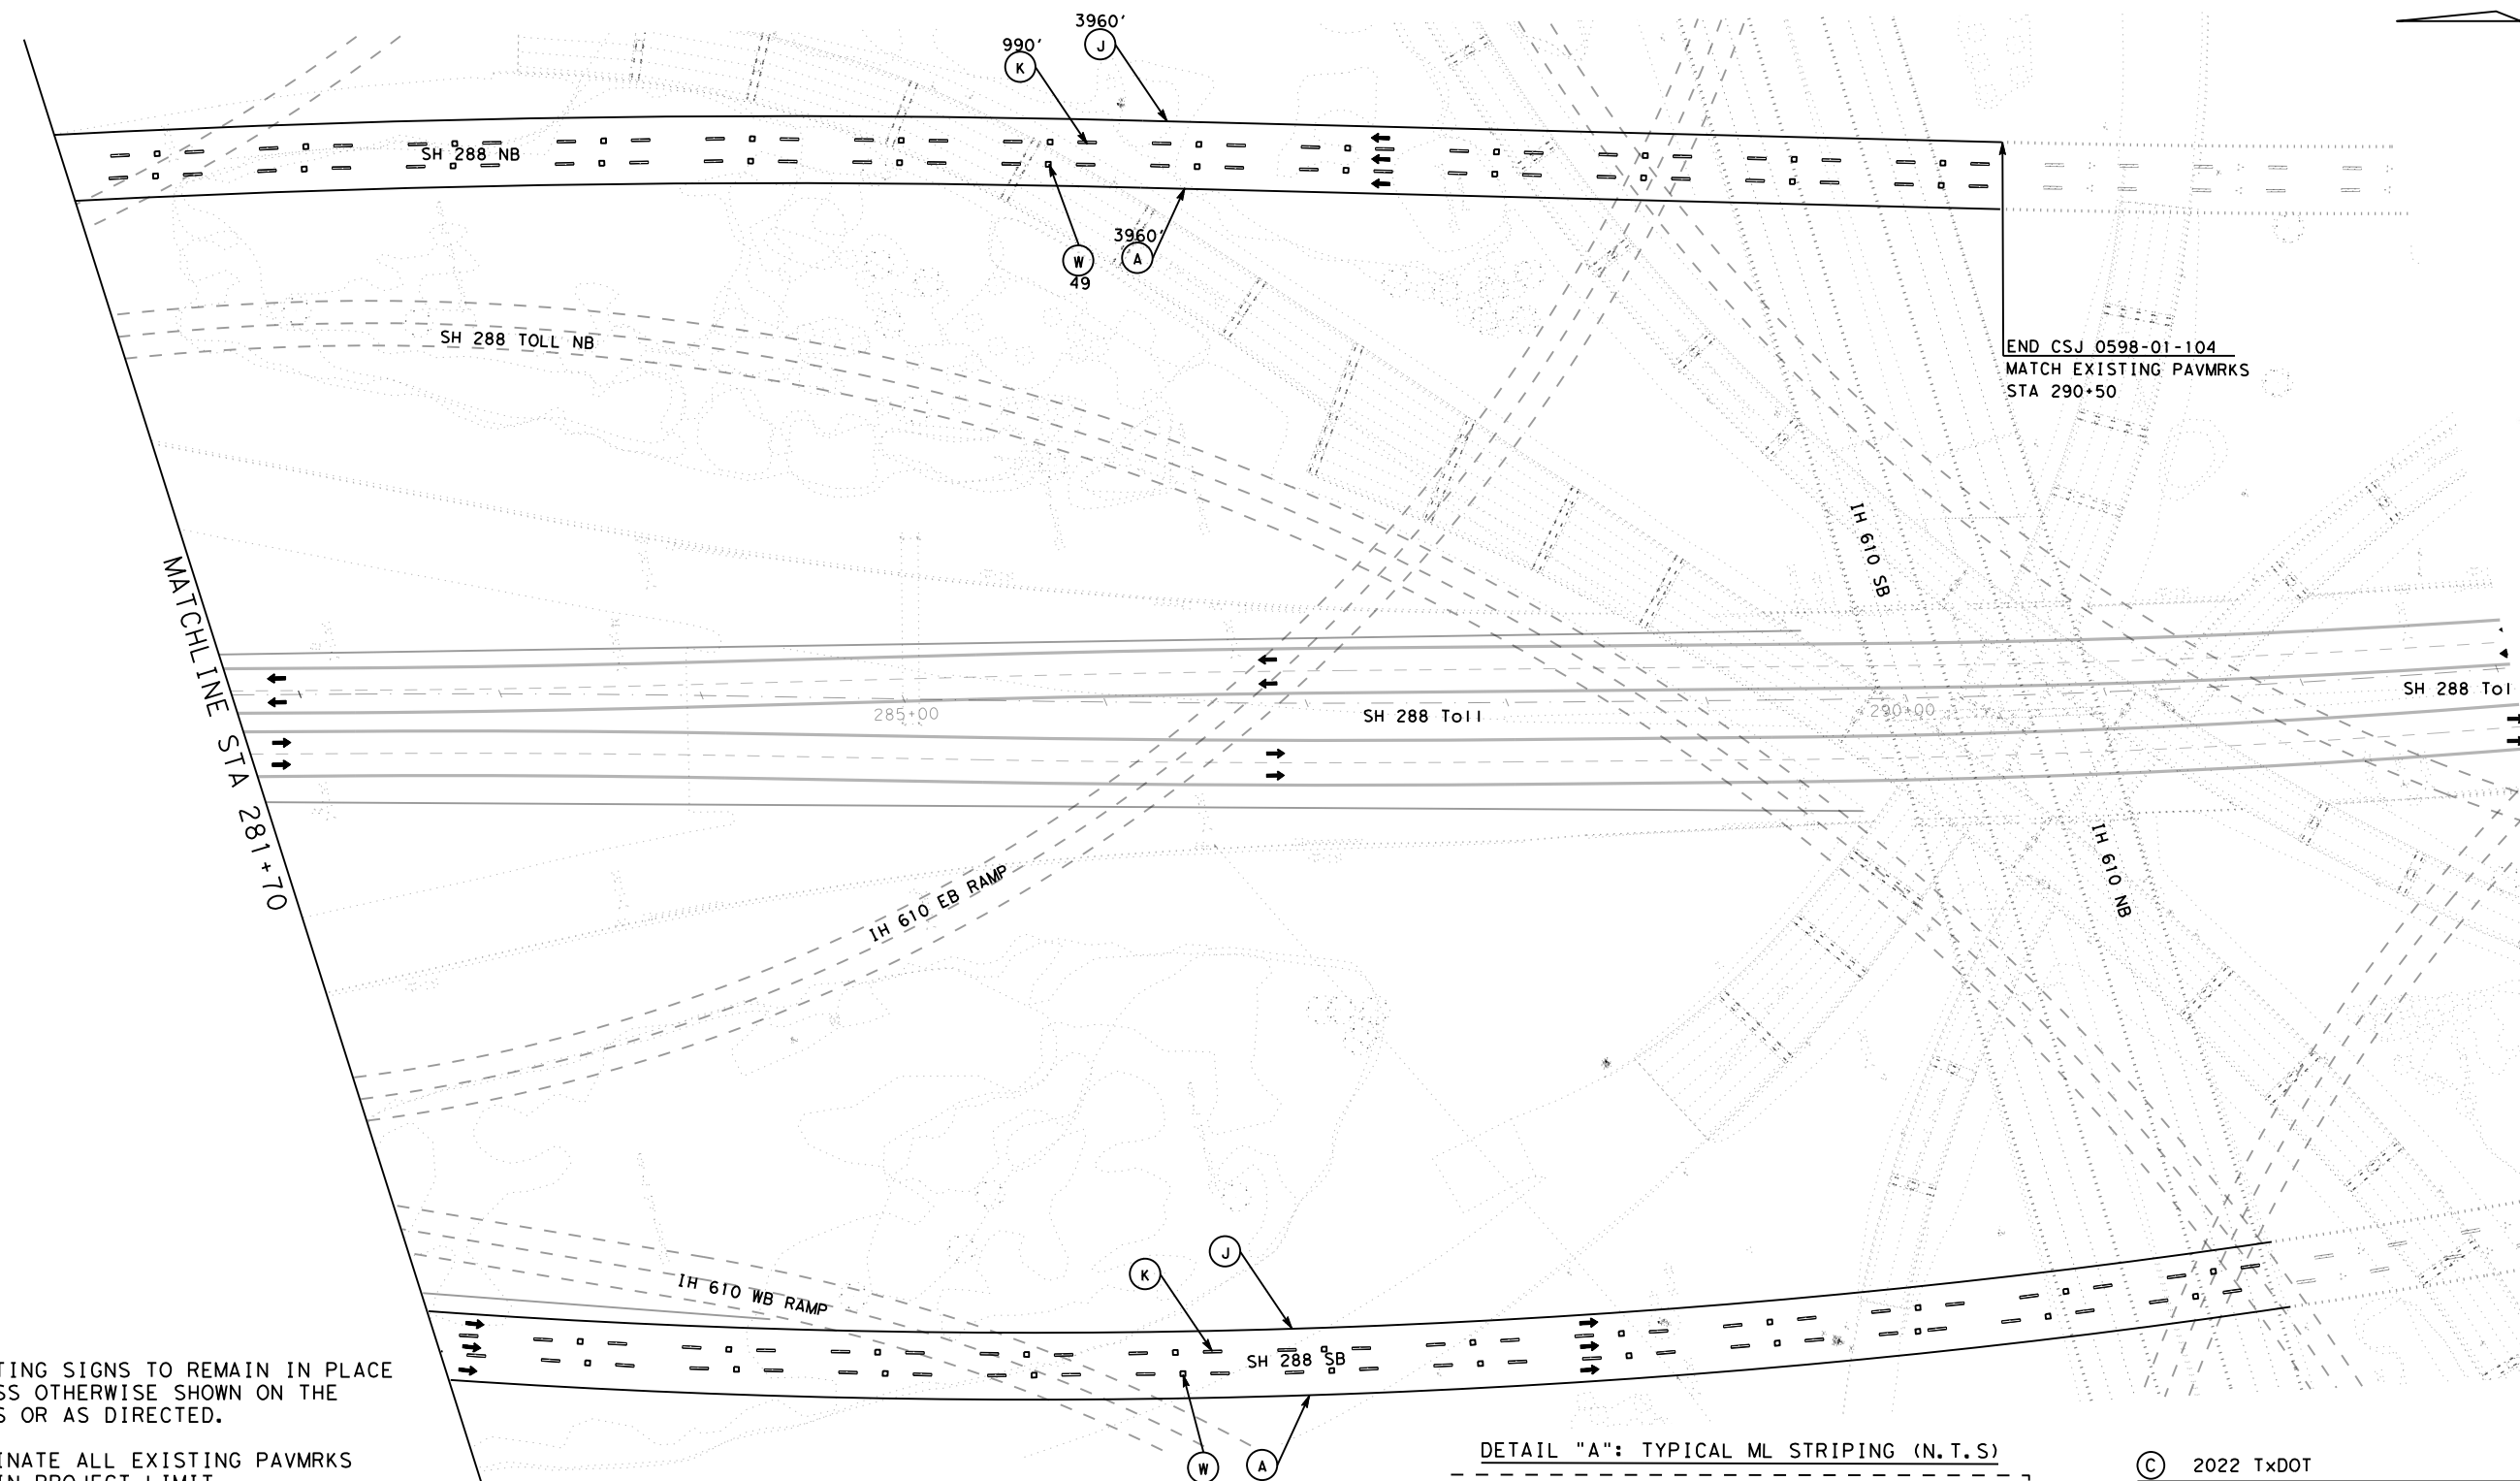 3960'
J
990'
K
SH 288 NB
W
49
3960'
A
SH 288 TOLL NB
END CSJ 0598-01-104
MATCH EXISTING PAVMRKS
STA 290+50
IH 610 SB
MATCHLINE STA 281+70
285+00
SH 288 Toll
290+00
SH 288 Tol
IH 610 EB RAMP
IH 610 NB
IH 610 WB RAMP
K
J
SH 288 SB
W
A
TING SIGNS TO REMAIN IN PLACE
SS OTHERWISE SHOWN ON THE
S OR AS DIRECTED.
INATE ALL EXISTING PAVMRKS
IN PROJECT LIMIT
DETAIL "A": TYPICAL ML STRIPING (N.T.S)
© 2022 TxDOT